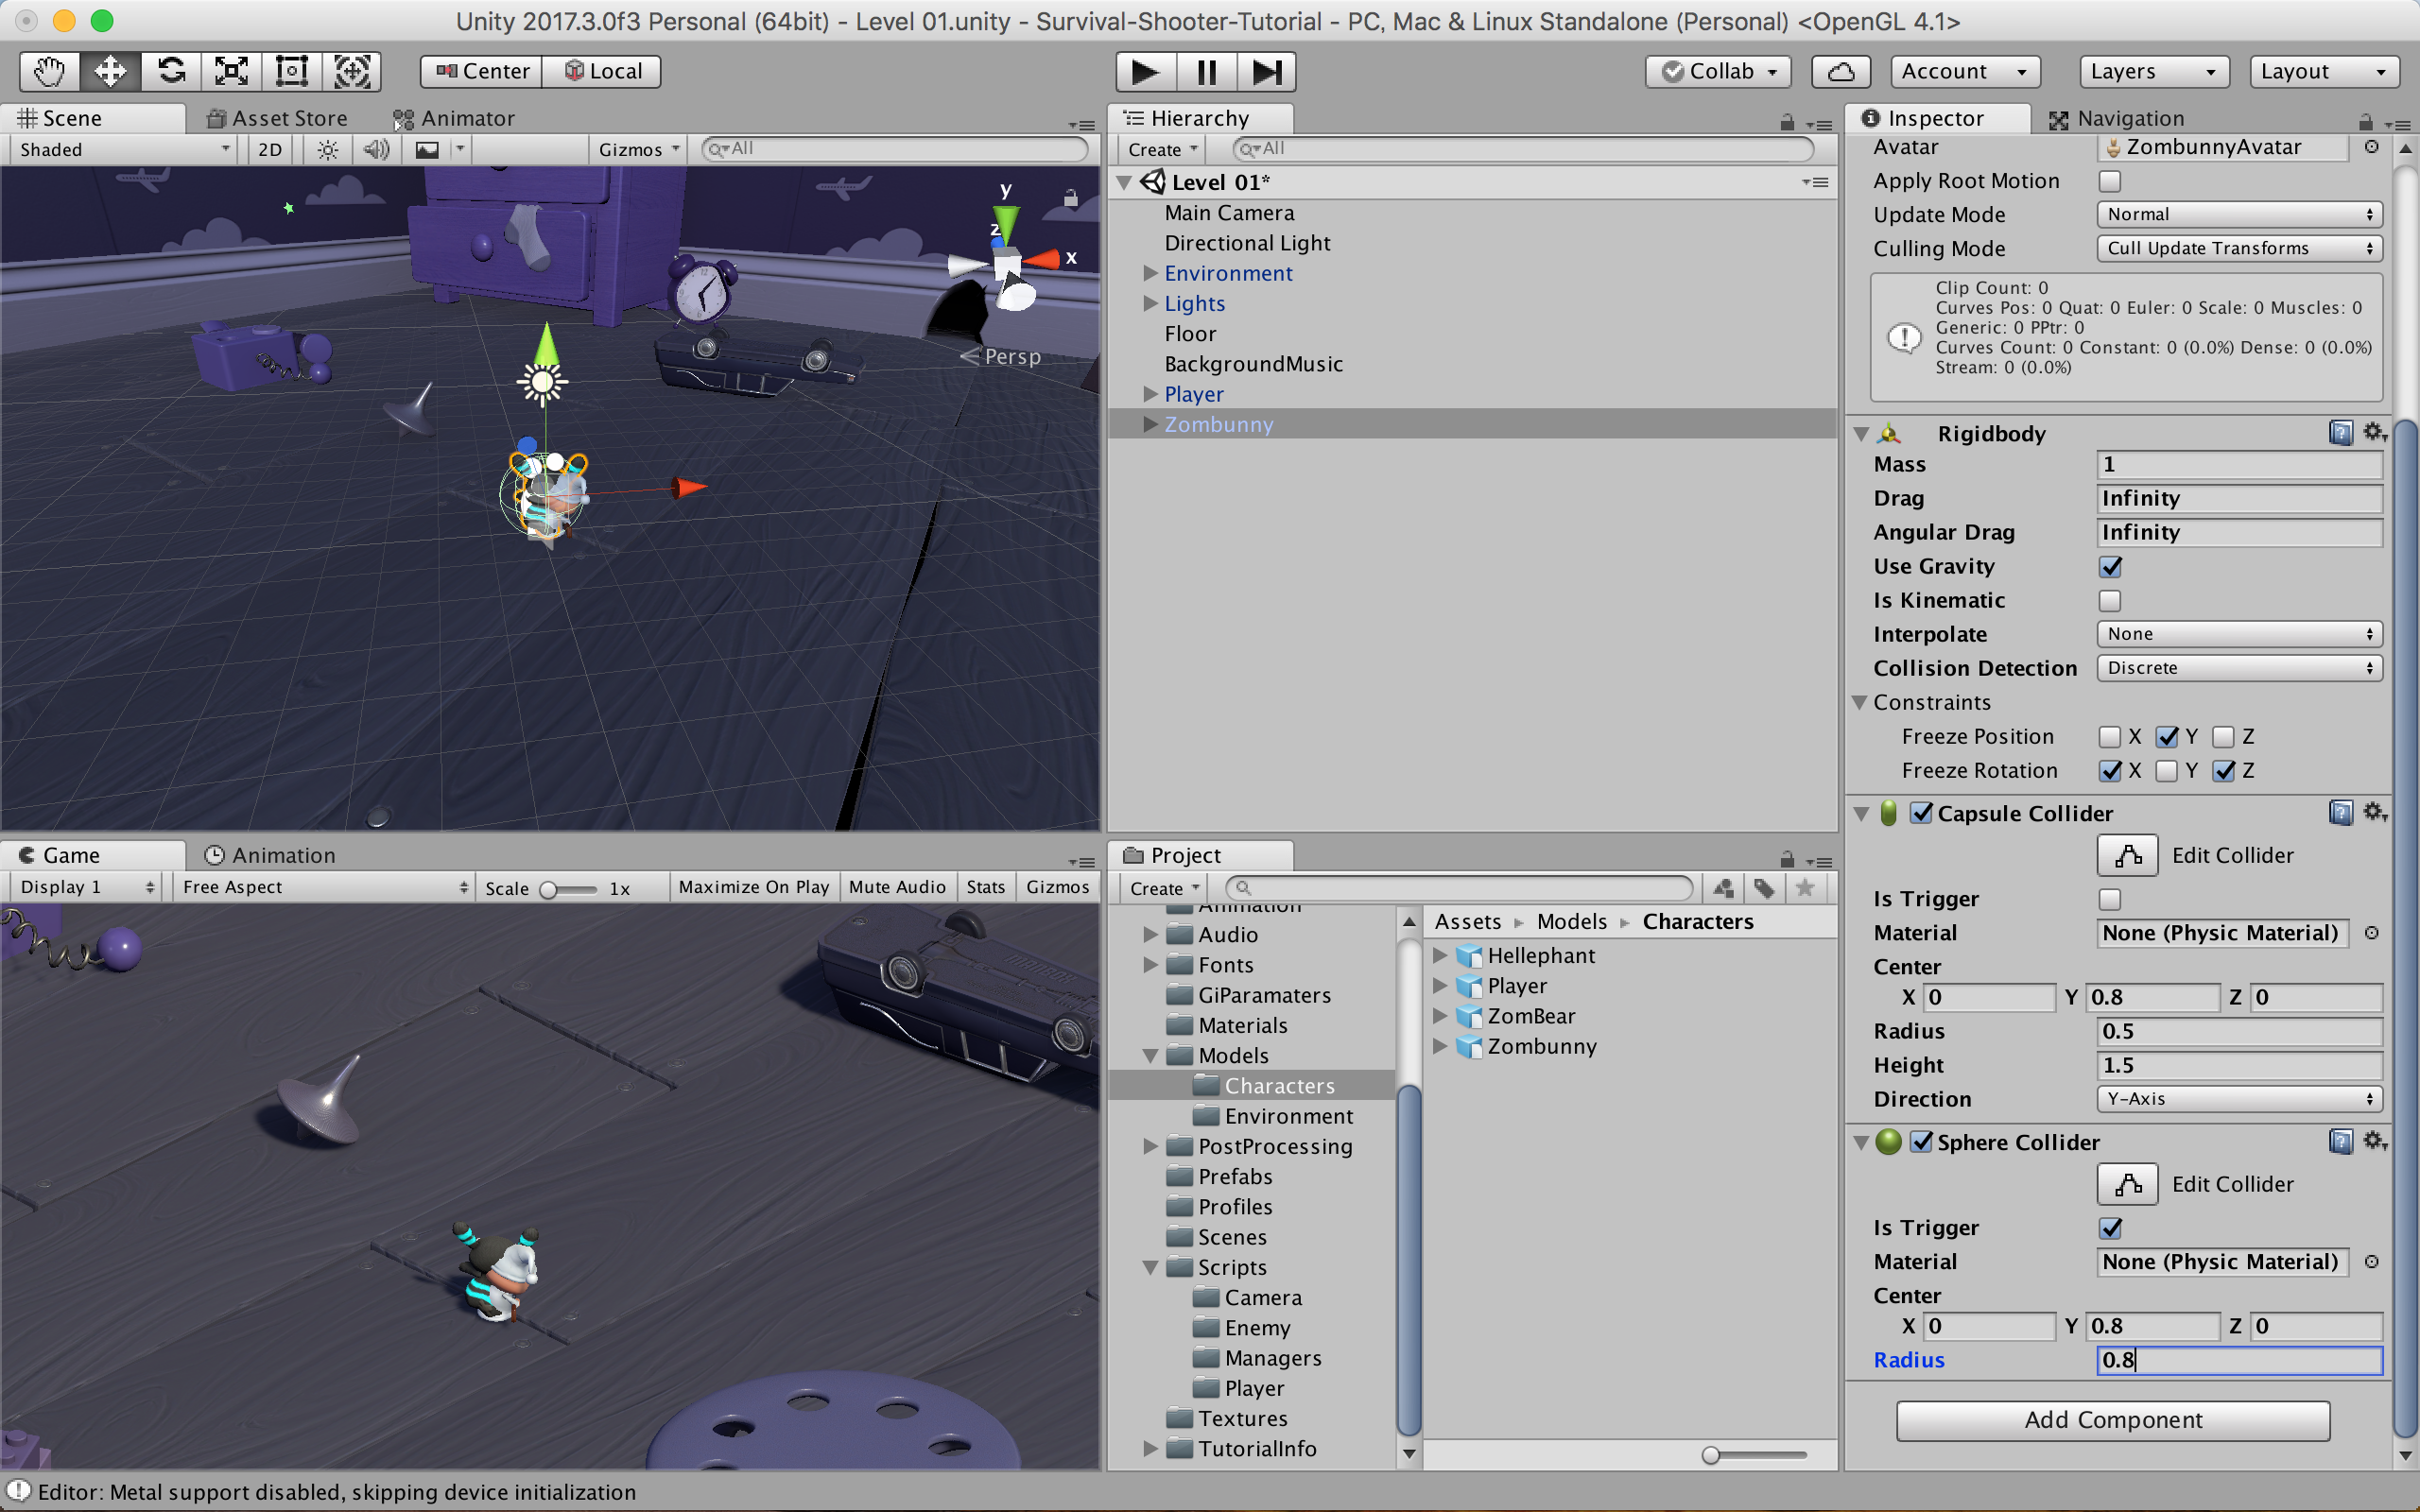 Unity 2017.3.0f3 Personal (64bit) - Level 01.unity - Survival-Shooter-Tutorial - PC, Mac & Linux Standalone (Personal) <OpenGL 4.1>
Center Local
Collab Account Layers Layout
Scene Asset Store Animator
Shaded 2D Gizmos All
y
z
x
Persp
Hierarchy
Create All
Level 01*
Main Camera
Directional Light
Environment
Lights
Floor
BackgroundMusic
Player
Zombunny
Inspector Navigation
Avatar ZombunnyAvatar
Apply Root Motion
Update Mode Normal
Culling Mode Cull Update Transforms
Clip Count: 0
Curves Pos: 0 Quat: 0 Euler: 0 Scale: 0 Muscles: 0
Generic: 0 PPtr: 0
Curves Count: 0 Constant: 0 (0.0%) Dense: 0 (0.0%)
Stream: 0 (0.0%)
Rigidbody
Mass 1
Drag Infinity
Angular Drag Infinity
Use Gravity
Is Kinematic
Interpolate None
Collision Detection Discrete
Constraints
Freeze Position X Y Z
Freeze Rotation X Y Z
Capsule Collider
Edit Collider
Is Trigger
Material None (Physic Material)
Center
X 0 Y 0.8 Z 0
Radius 0.5
Height 1.5
Direction Y-Axis
Sphere Collider
Edit Collider
Is Trigger
Material None (Physic Material)
Center
X 0 Y 0.8 Z 0
Radius 0.8
Add Component
Game Animation
Display 1 Free Aspect Scale 1x Maximize On Play Mute Audio Stats Gizmos
Project
Create
Animation
Audio
Fonts
GiParamaters
Materials
Models
Characters
Environment
PostProcessing
Prefabs
Profiles
Scenes
Scripts
Camera
Enemy
Managers
Player
Textures
TutorialInfo
Assets Models Characters
Hellephant
Player
ZomBear
Zombunny
Editor: Metal support disabled, skipping device initialization